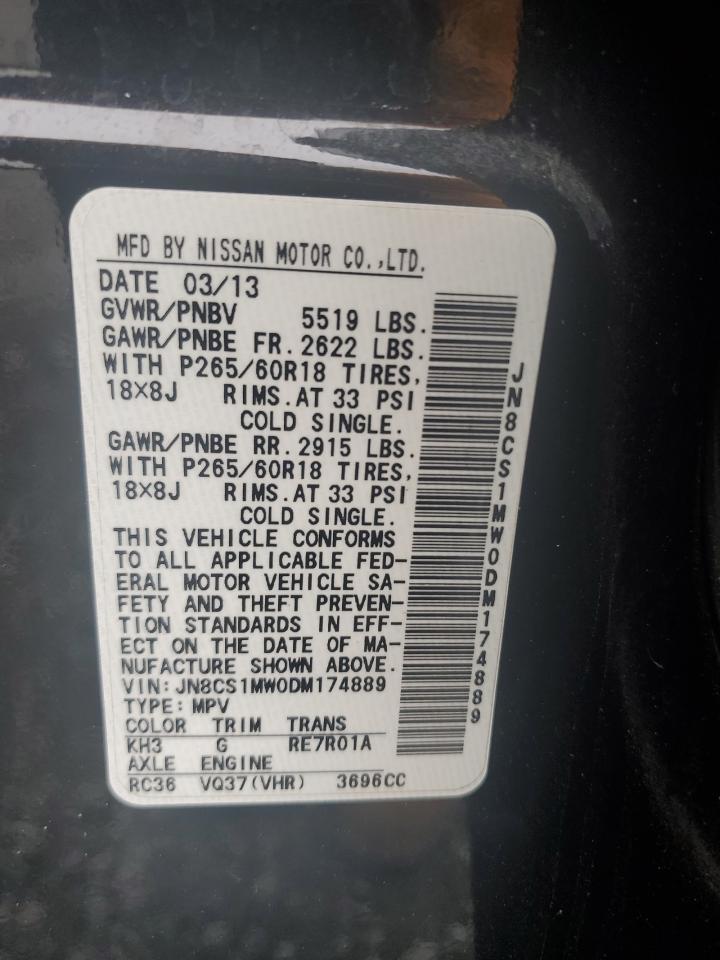 MFD BY NISSAN MOTOR CO.,LTD.
DATE 03/13
GVWR/PNBV 5519 LBS.
GAWR/PNBE FR. 2622 LBS.
WITH P265/60R18 TIRES,
18×8J RIMS. AT 33 PSI
COLD SINGLE.
GAWR/PNBE RR. 2915 LBS.
WITH P265/60R18 TIRES,
18×8J RIMS. AT 33 PSI
COLD SINGLE.
THIS VEHICLE CONFORMS
TO ALL APPLICABLE FED-
ERAL MOTOR VEHICLE SA-
FETY AND THEFT PREVEN-
TION STANDARDS IN EFF-
ECT ON THE DATE OF MA-
NUFACTURE SHOWN ABOVE.
VIN: JN8CS1MW0DM174889
TYPE: MPV
COLOR TRIM TRANS
KH3 G RE7R01A
AXLE ENGINE
RC36 VQ37(VHR) 3696CC
JN8CS1MW0DM174889